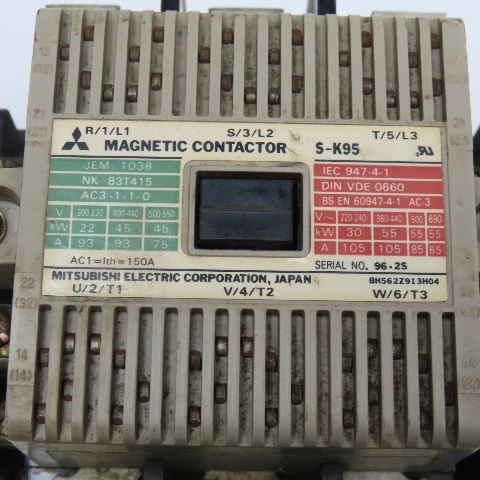 R/1/L1 S/3/L2 T/5/L3
MAGNETIC CONTACTOR S-K95
JEM 1038
NK 83T415
AC3·1·1·0
V 200 220 400 440 500 550
kW 22 45 45
A 93 93 75
AC1=Ith=150A
IEC 947-4-1
DIN VDE 0660
BS EN 60947-4-1 AC-3
V~ 220 240 380 440 500 690
kW 30 55 55 55
A 105 105 85 65
SERIAL NO. 96-2S
MITSUBISHI ELECTRIC CORPORATION, JAPAN BH562Z913H04
U/2/T1 V/4/T2 W/6/T3
21
22
(32)
14